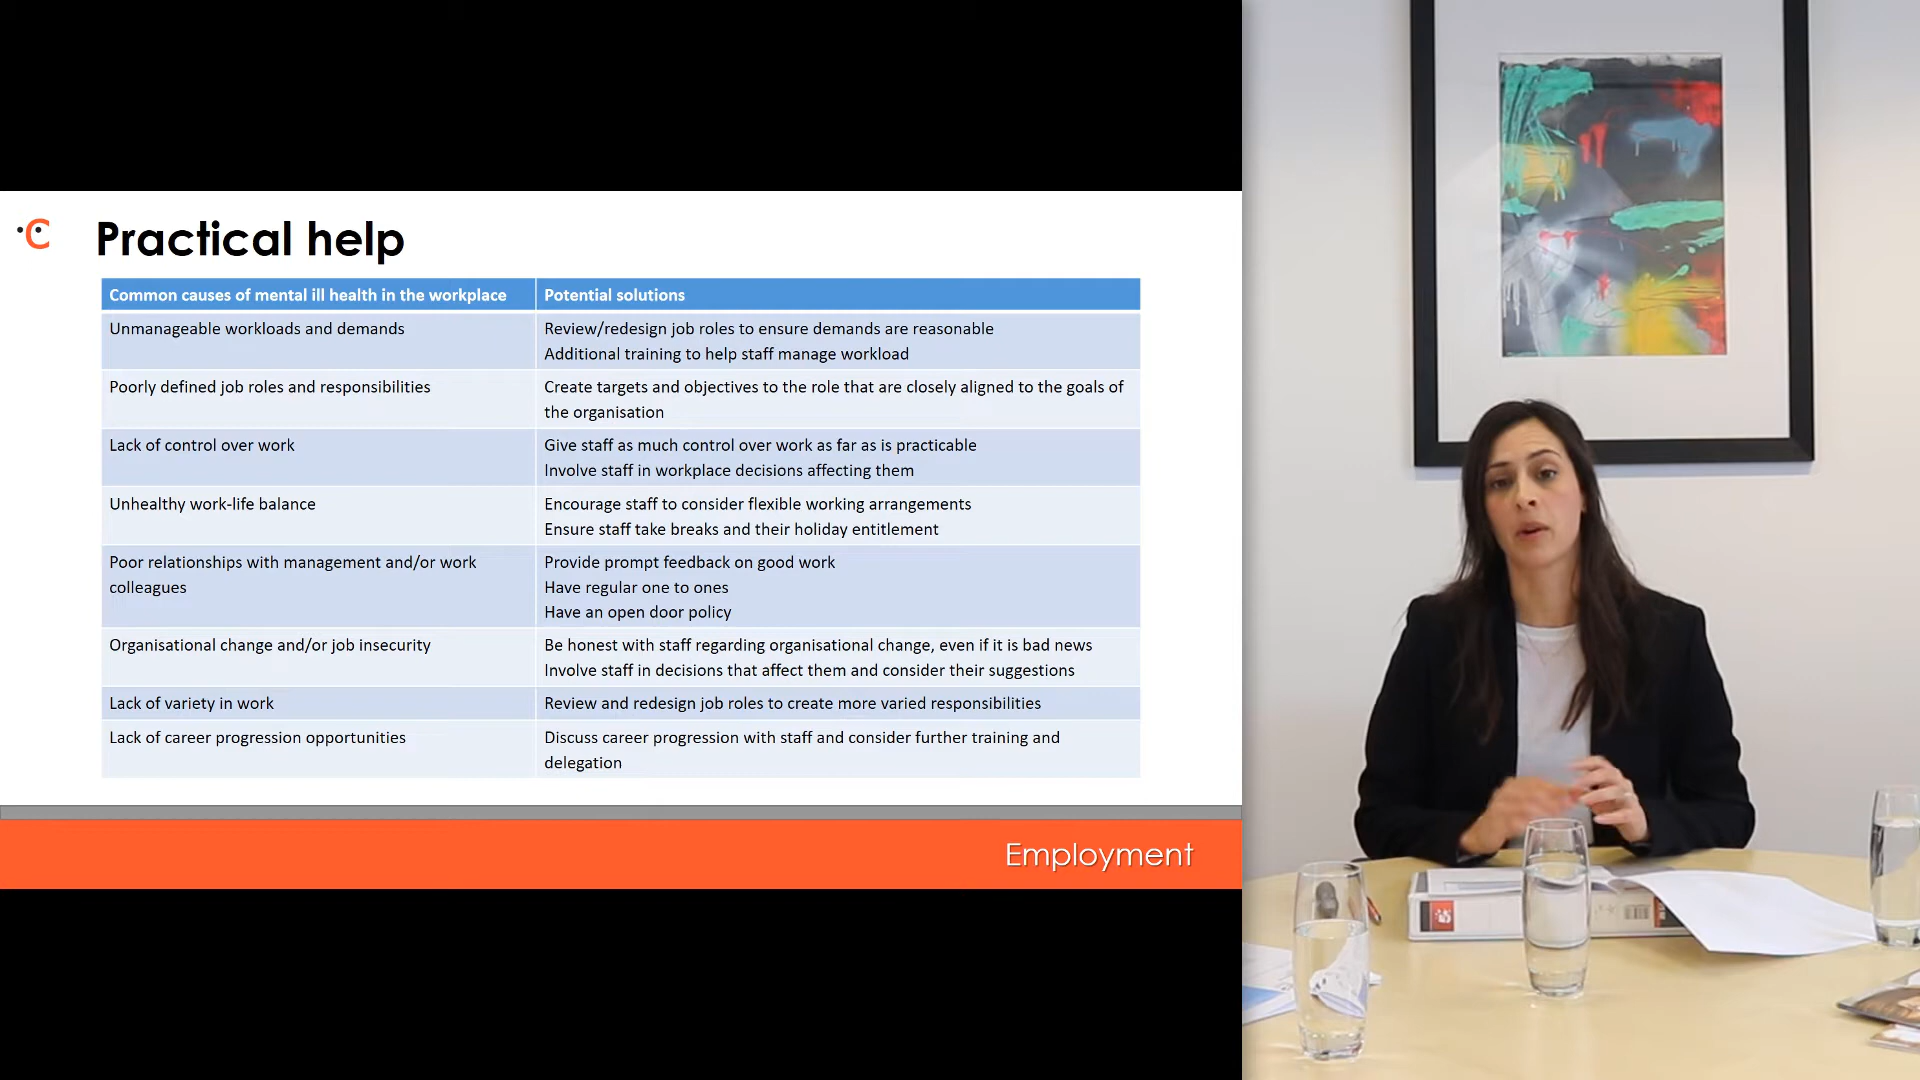 C
Practical help
Common causes of mental ill health in the workplace
Potential solutions
Unmanageable workloads and demands
Review/redesign job roles to ensure demands are reasonable
Additional training to help staff manage workload
Poorly defined job roles and responsibilities
Create targets and objectives to the role that are closely aligned to the goals of
the organisation
Lack of control over work
Give staff as much control over work as far as is practicable
Involve staff in workplace decisions affecting them
Unhealthy work-life balance
Encourage staff to consider flexible working arrangements
Ensure staff take breaks and their holiday entitlement
Poor relationships with management and/or work
colleagues
Provide prompt feedback on good work
Have regular one to ones
Have an open door policy
Organisational change and/or job insecurity
Be honest with staff regarding organisational change, even if it is bad news
Involve staff in decisions that affect them and consider their suggestions
Lack of variety in work
Review and redesign job roles to create more varied responsibilities
Lack of career progression opportunities
Discuss career progression with staff and consider further training and
delegation
Employment